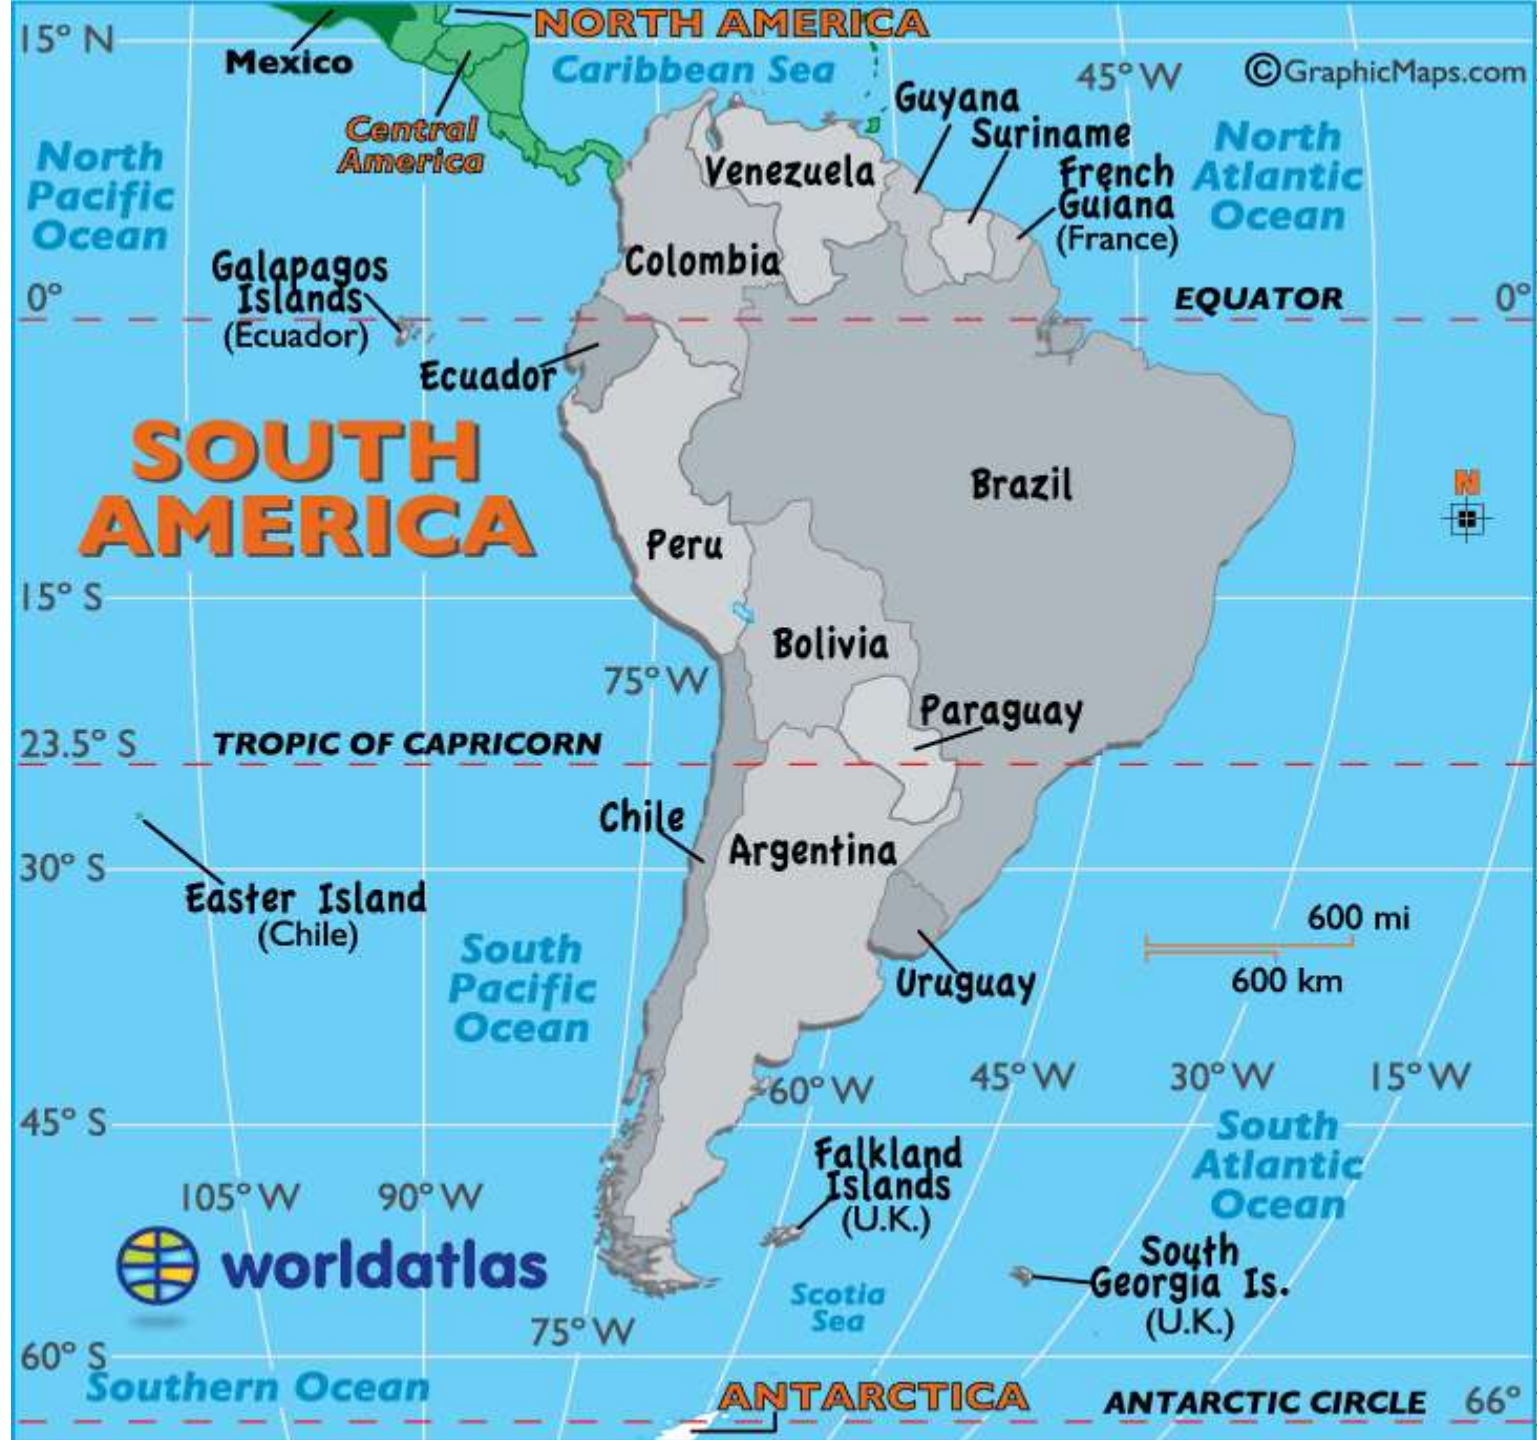 NORTH AMERICA
15° N
Mexico
Caribbean Sea
45° W
©GraphicMaps.com
Guyana
Suriname
Central
America
North
Pacific
Ocean
Venezuela
French
Guiana
(France)
North
Atlantic
Ocean
Colombia
Galapagos
Islands
(Ecuador)
0°
EQUATOR
0°
Ecuador
SOUTH
AMERICA
Brazil
N
Peru
15° S
Bolivia
75° W
Paraguay
23.5° S
TROPIC OF CAPRICORN
Chile
Argentina
30° S
Easter Island
(Chile)
600 mi
600 km
South
Pacific
Ocean
Uruguay
60° W
45° W
30° W
15° W
45° S
Falkland
Islands
(U.K.)
South
Atlantic
Ocean
105° W
90° W
worldatlas
South
Georgia Is.
(U.K.)
Scotia
Sea
75° W
60° S
Southern Ocean
ANTARCTICA
ANTARCTIC CIRCLE
66°